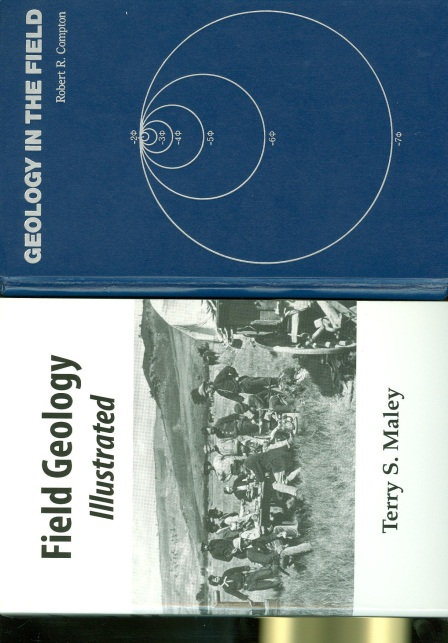 GEOLOGY IN THE FIELD
Robert R. Compton
-2Φ
-3Φ
-4Φ
-5Φ
-6Φ
-7Φ
Field Geology
Illustrated
Terry S. Maley